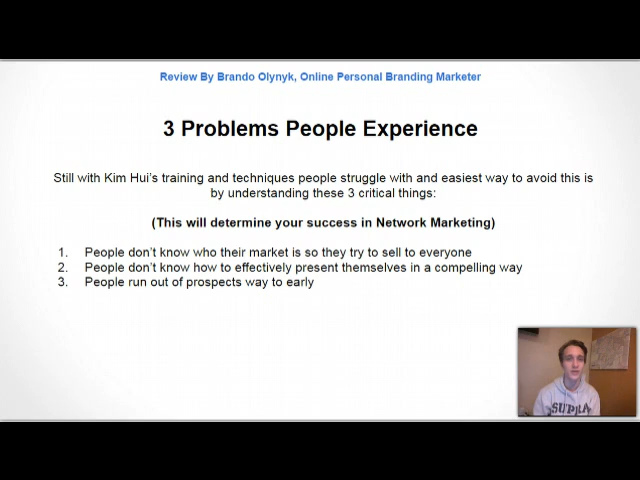 Review By Brando Olynyk, Online Personal Branding Marketer
3 Problems People Experience
Still with Kim Hui's training and techniques people struggle with and easiest way to avoid this is
by understanding these 3 critical things:
(This will determine your success in Network Marketing)
1. People don't know who their market is so they try to sell to everyone
2. People don't know how to effectively present themselves in a compelling way
3. People run out of prospects way to early
SUPRA